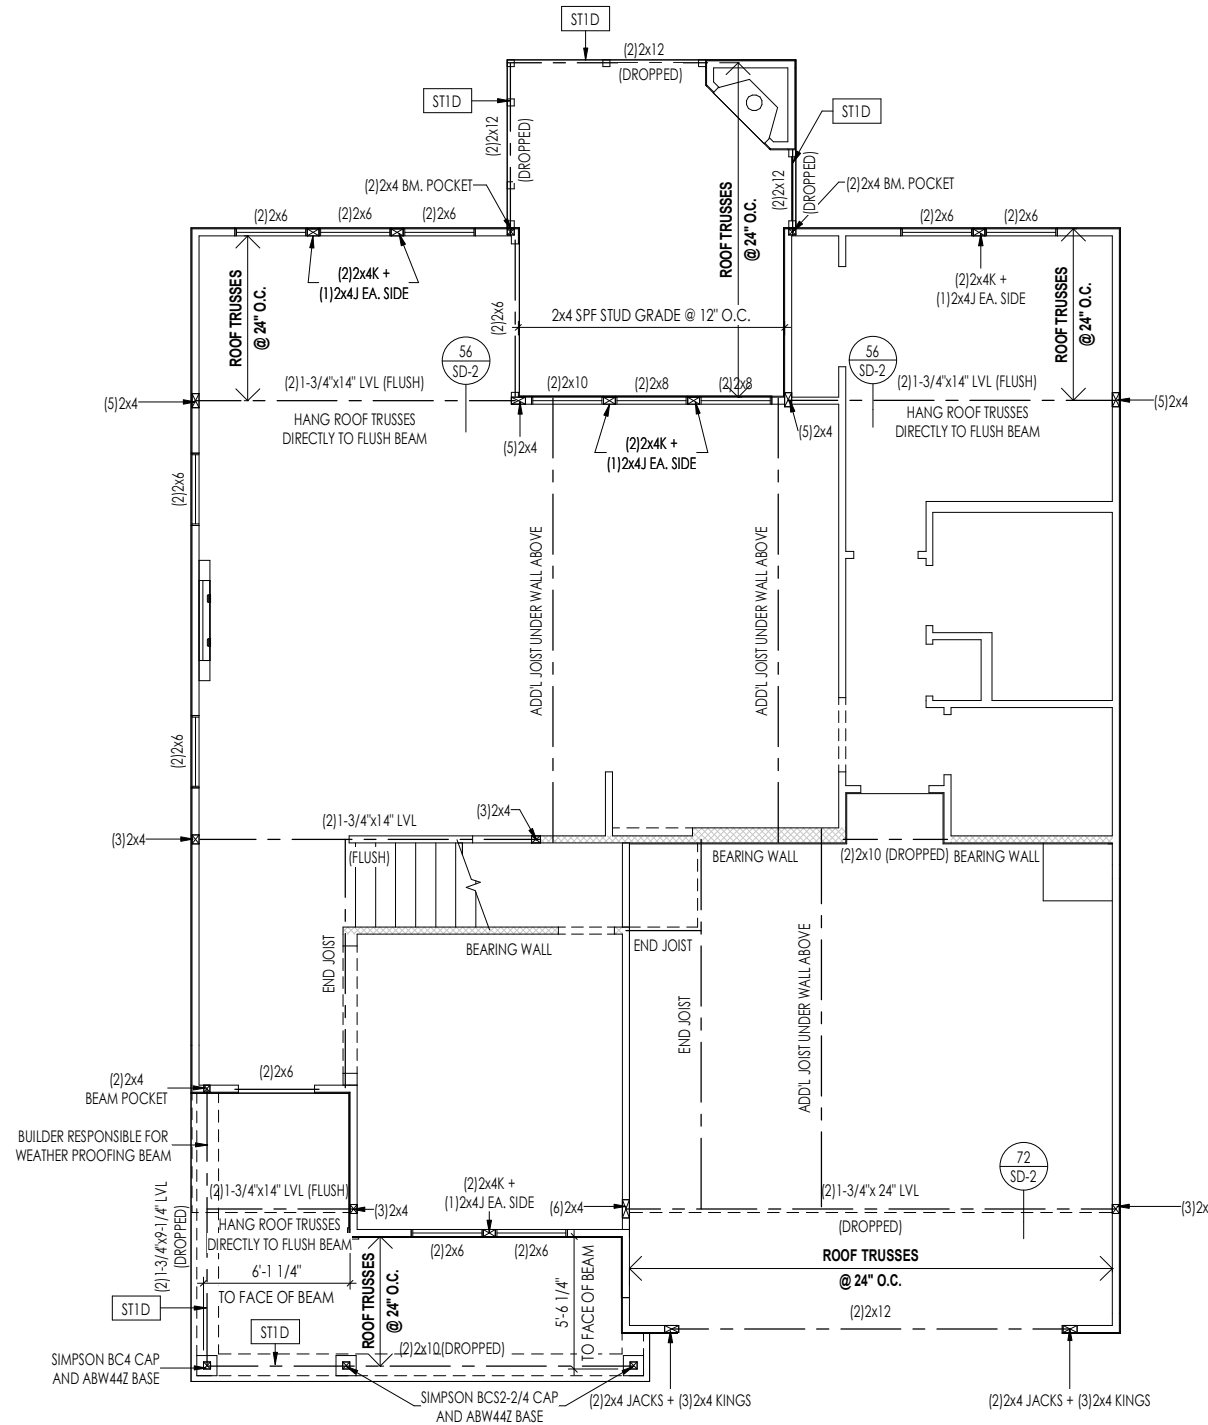 ST1D
(2)2x12
(DROPPED)
ST1D
(2)2x12
(DROPPED)
ST1D
(2)2x12
(DROPPED)
(2)2x4 BM. POCKET
(2)2x4 BM. POCKET
ROOF TRUSSES
@ 24" O.C.
(2)2x6
(2)2x6
(2)2x6
(2)2x6
(2)2x6
(2)2x4K +
(1)2x4J EA. SIDE
(2)2x4K +
(1)2x4J EA. SIDE
ROOF TRUSSES
@ 24" O.C.
ROOF TRUSSES
@ 24" O.C.
(2)2x6
2x4 SPF STUD GRADE @ 12" O.C.
56
SD-2
56
SD-2
(2)1-3/4"x14" LVL (FLUSH)
(2)2x10
(2)2x8
(2)2x8
(2)1-3/4"x14" LVL (FLUSH)
(5)2x4
HANG ROOF TRUSSES
DIRECTLY TO FLUSH BEAM
(5)2x4
(2)2x4K +
(1)2x4J EA. SIDE
(5)2x4
HANG ROOF TRUSSES
DIRECTLY TO FLUSH BEAM
(5)2x4
(2)2x6
ADD'L JOIST UNDER WALL ABOVE
ADD'L JOIST UNDER WALL ABOVE
(2)2x6
(3)2x4
(2)1-3/4"x14" LVL
(FLUSH)
(3)2x4
BEARING WALL
(2)2x10 (DROPPED)
BEARING WALL
END JOIST
BEARING WALL
END JOIST
END JOIST
ADD'L JOIST UNDER WALL ABOVE
(2)2x4
BEAM POCKET
(2)2x6
BUILDER RESPONSIBLE FOR
WEATHER PROOFING BEAM
72
SD-2
(2)1-3/4"x9-1/4" LVL
(DROPPED)
(2)1-3/4"x14" LVL (FLUSH)
(3)2x4
HANG ROOF TRUSSES
DIRECTLY TO FLUSH BEAM
(2)2x4K +
(1)2x4J EA. SIDE
(6)2x4
(2)1-3/4"x 24" LVL
(DROPPED)
(3)2x
(2)2x6
(2)2x6
6'-1 1/4"
TO FACE OF BEAM
ROOF TRUSSES
@ 24" O.C.
5'-6 1/4"
TO FACE OF BEAM
ROOF TRUSSES
@ 24" O.C.
(2)2x12
ST1D
ST1D
(2)2x10(DROPPED)
SIMPSON BC4 CAP
AND ABW44Z BASE
SIMPSON BCS2-2/4 CAP
AND ABW44Z BASE
(2)2x4 JACKS + (3)2x4 KINGS
(2)2x4 JACKS + (3)2x4 KINGS